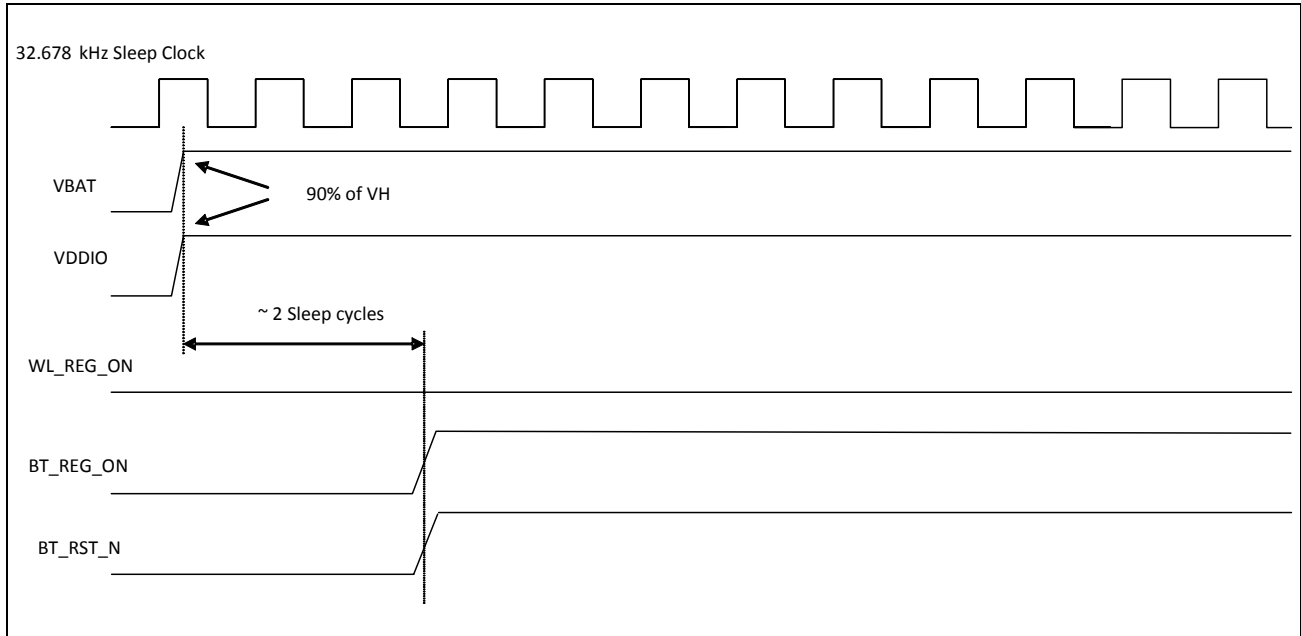 32.678 kHz Sleep Clock
VBAT
90% of VH
VDDIO
~ 2 Sleep cycles
WL_REG_ON
BT_REG_ON
BT_RST_N